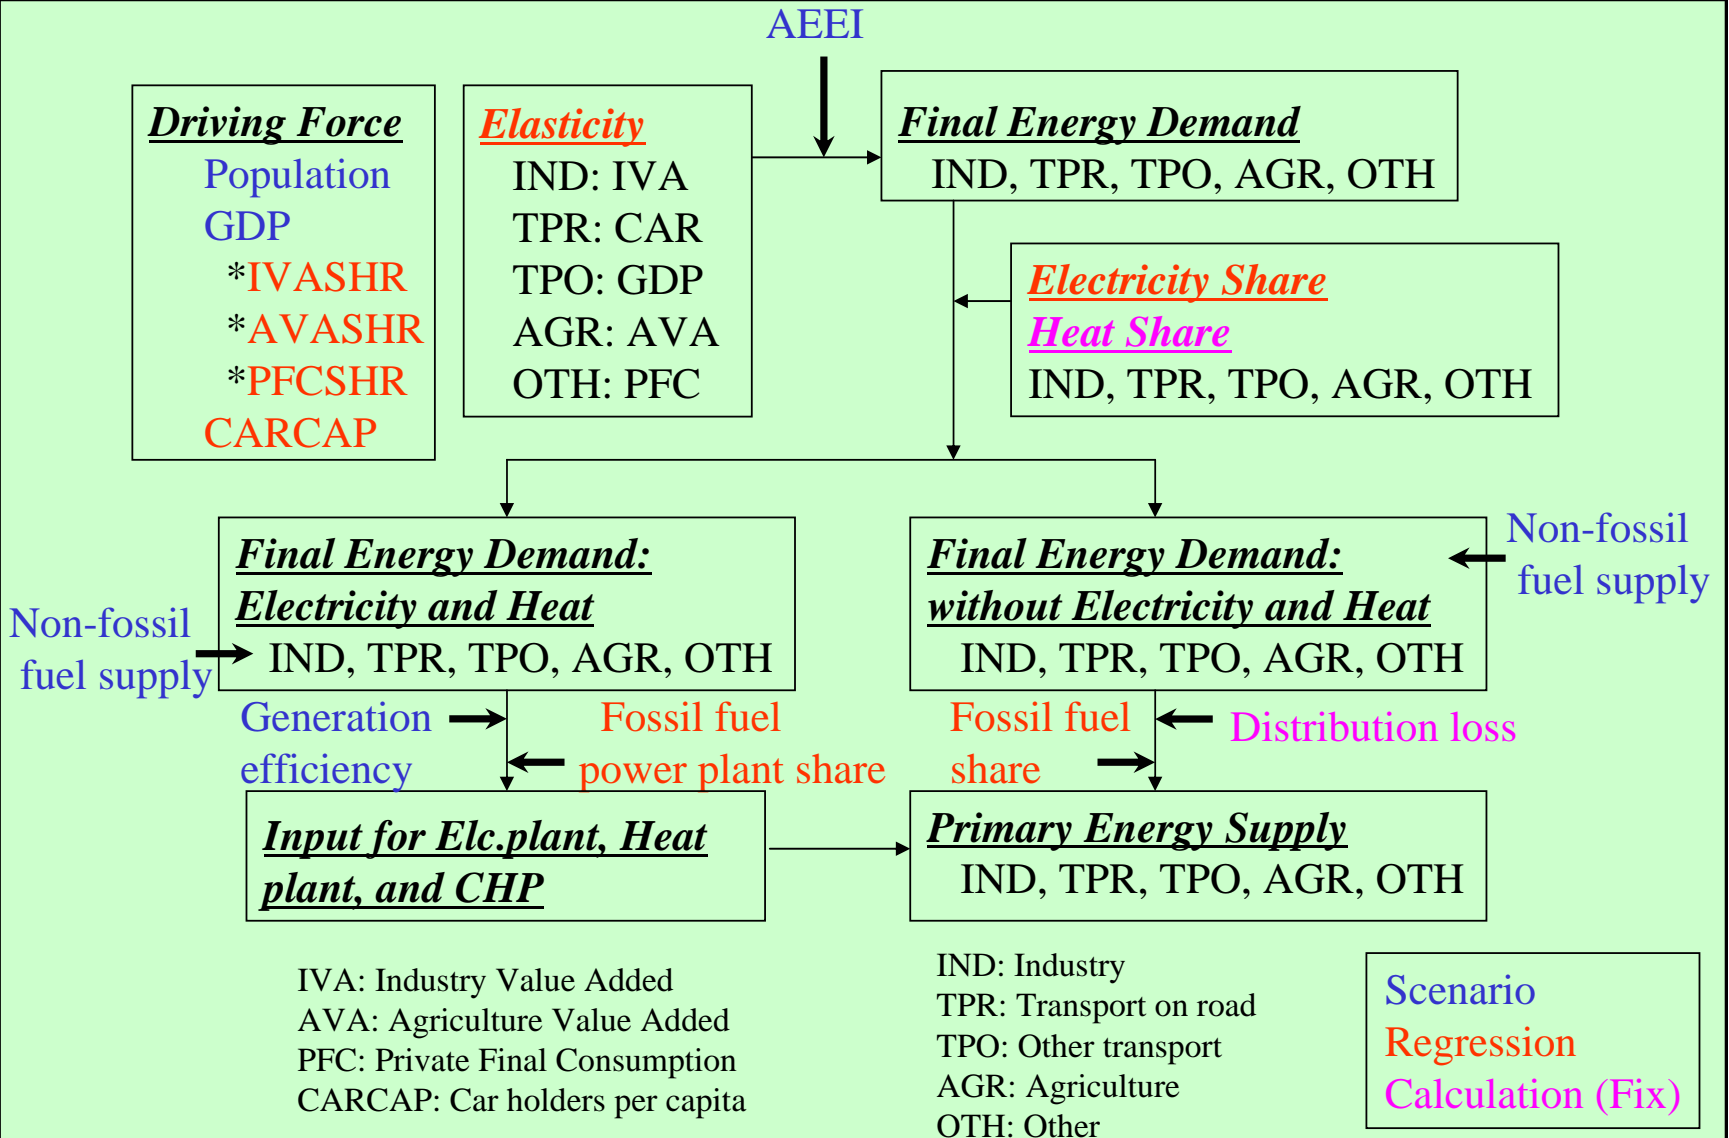 AEEI
Driving Force
Population
GDP
*IVASHR
*AVASHR
*PFCSHR
CARCAP
Elasticity
IND: IVA
TPR: CAR
TPO: GDP
AGR: AVA
OTH: PFC
Final Energy Demand
IND, TPR, TPO, AGR, OTH
Electricity Share
Heat Share
IND, TPR, TPO, AGR, OTH
Non-fossil
fuel supply
Final Energy Demand:
Electricity and Heat
IND, TPR, TPO, AGR, OTH
Final Energy Demand:
without Electricity and Heat
IND, TPR, TPO, AGR, OTH
Non-fossil
fuel supply
Generation
efficiency
Fossil fuel
power plant share
Fossil fuel
share
Distribution loss
Input for Elc.plant, Heat
plant, and CHP
Primary Energy Supply
IND, TPR, TPO, AGR, OTH
IVA: Industry Value Added
AVA: Agriculture Value Added
PFC: Private Final Consumption
CARCAP: Car holders per capita
IND: Industry
TPR: Transport on road
TPO: Other transport
AGR: Agriculture
OTH: Other
Scenario
Regression
Calculation (Fix)